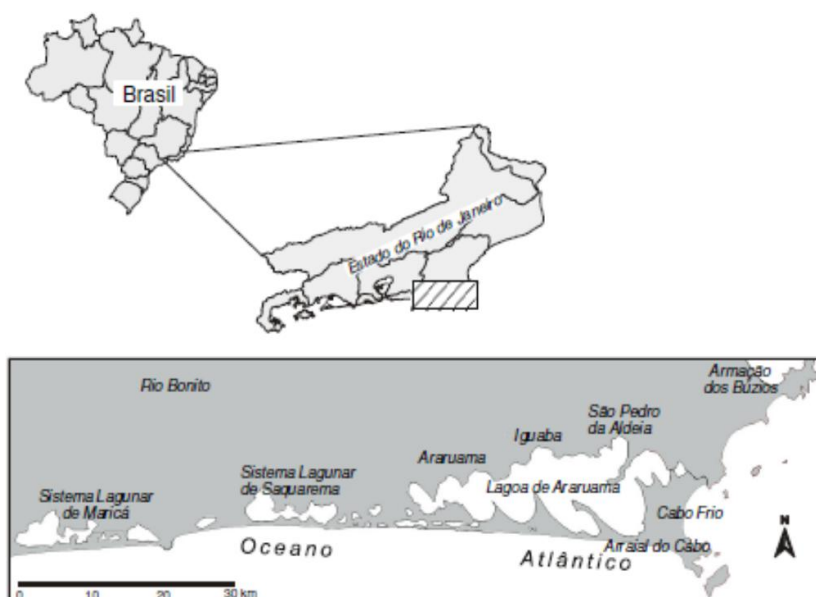 Brasil
Estado do Rio de Janeiro
Rio Bonito
Armação
dos Búzios
São Pedro
da Aldeia
Iguaba
Araruama
Sistema Lagunar
de Saquarema
Sistema Lagunar
de Maricá
Lagoa de Araruama
Cabo Frio
Arraial do Cabo
Oceano
Atlântico
N
0 10 20 30 km